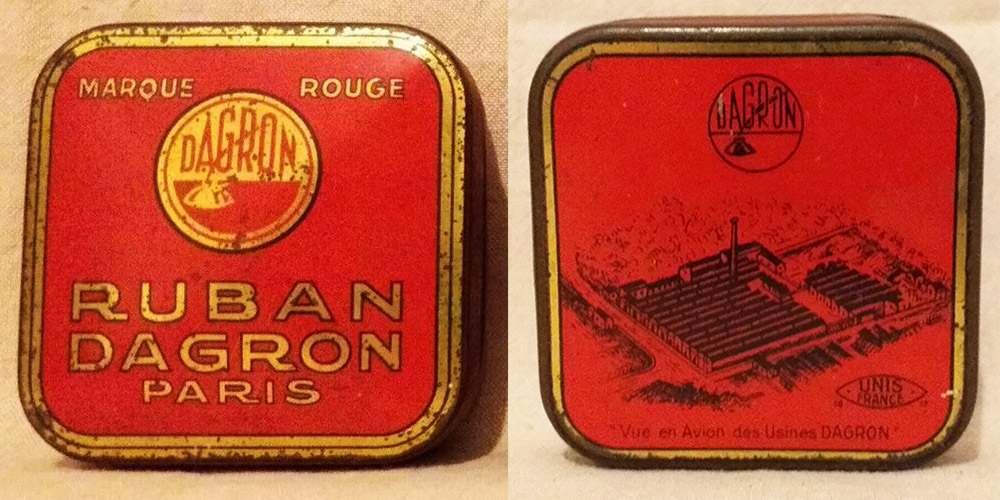 MARQUE ROUGE
DAGRON
RUBAN
DAGRON
PARIS
DAGRON
UNIS
FRANCE
"Vue en Avion des Usines DAGRON"